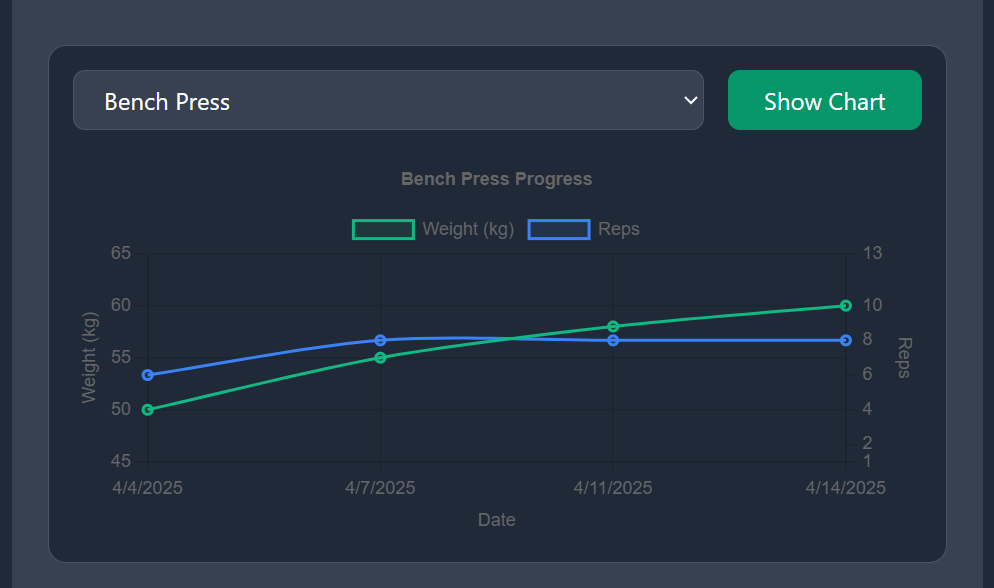 Bench Press
Show Chart
Bench Press Progress
Weight (kg) Reps
65 13
60 10
8
55
6
50 4
2
45 1
Weight (kg)
Reps
4/4/2025 4/7/2025 4/11/2025 4/14/2025
Date